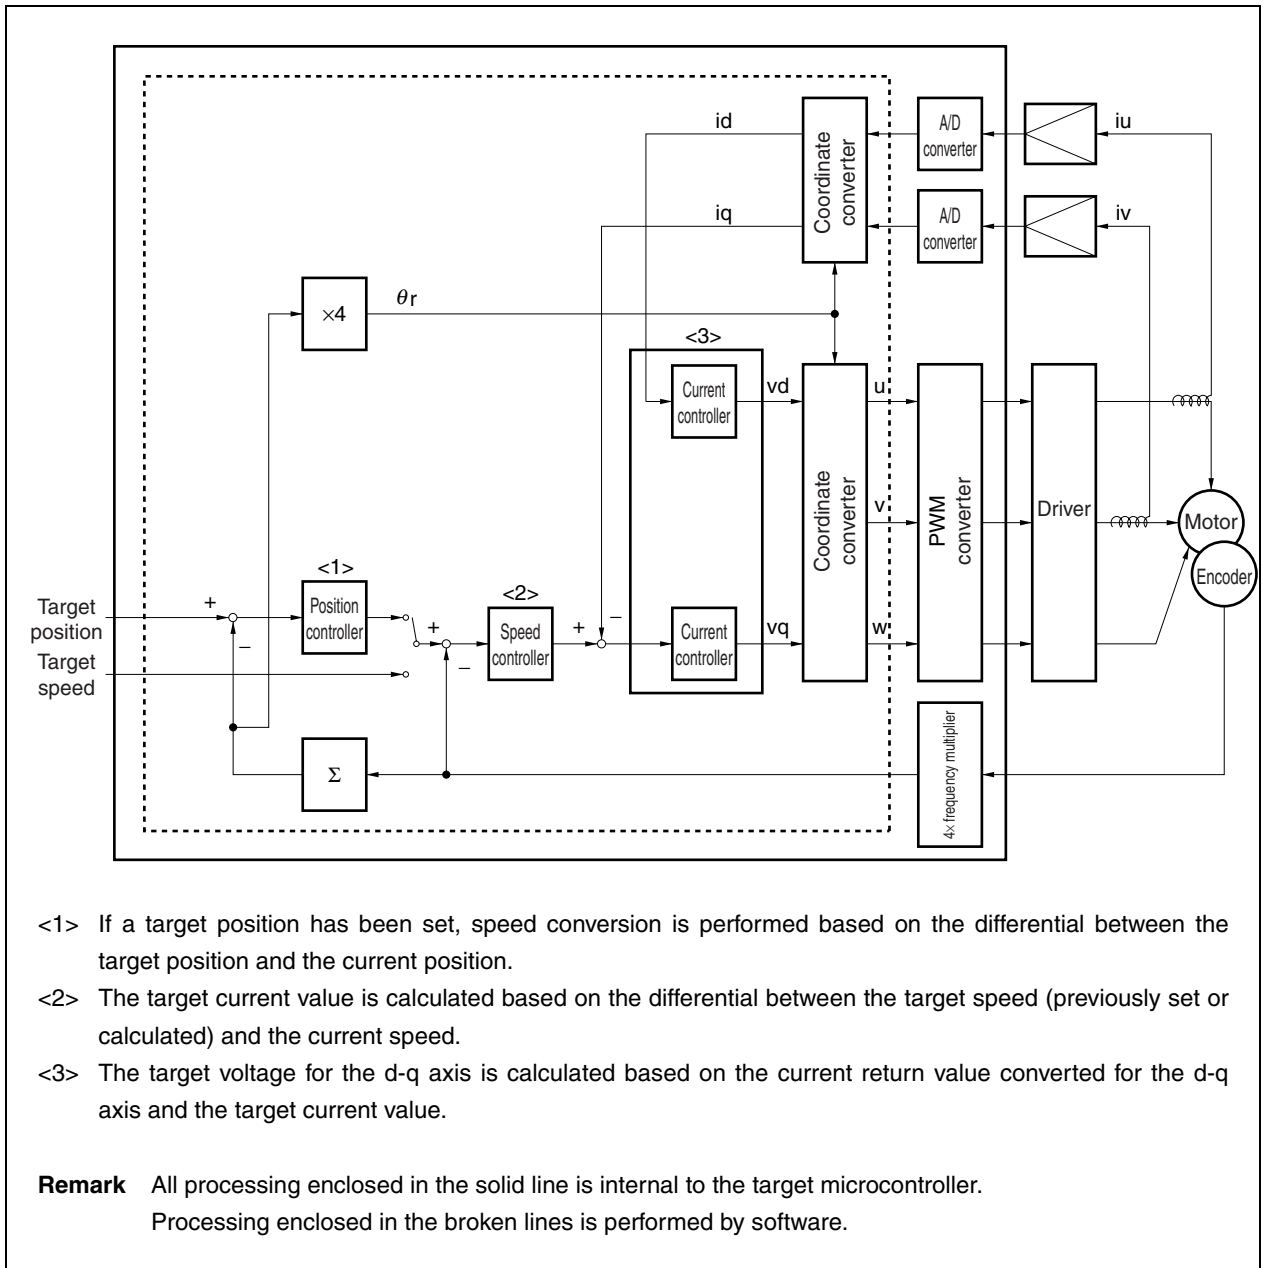 id
Coordinate
converter
A/D
converter
iu
iq
A/D
converter
iv
×4
θr
<3>
Current
controller
vd
u
Coordinate
converter
v
PWM
converter
Driver
Motor
Encoder
<1>
Position
controller
<2>
Speed
controller
Current
controller
vq
w
Target
position
+
−
Target
speed
+
−
+
−
Σ
4× frequency multiplier
<1> If a target position has been set, speed conversion is performed based on the differential between the
target position and the current position.
<2> The target current value is calculated based on the differential between the target speed (previously set or
calculated) and the current speed.
<3> The target voltage for the d-q axis is calculated based on the current return value converted for the d-q
axis and the target current value.
Remark All processing enclosed in the solid line is internal to the target microcontroller.
Processing enclosed in the broken lines is performed by software.